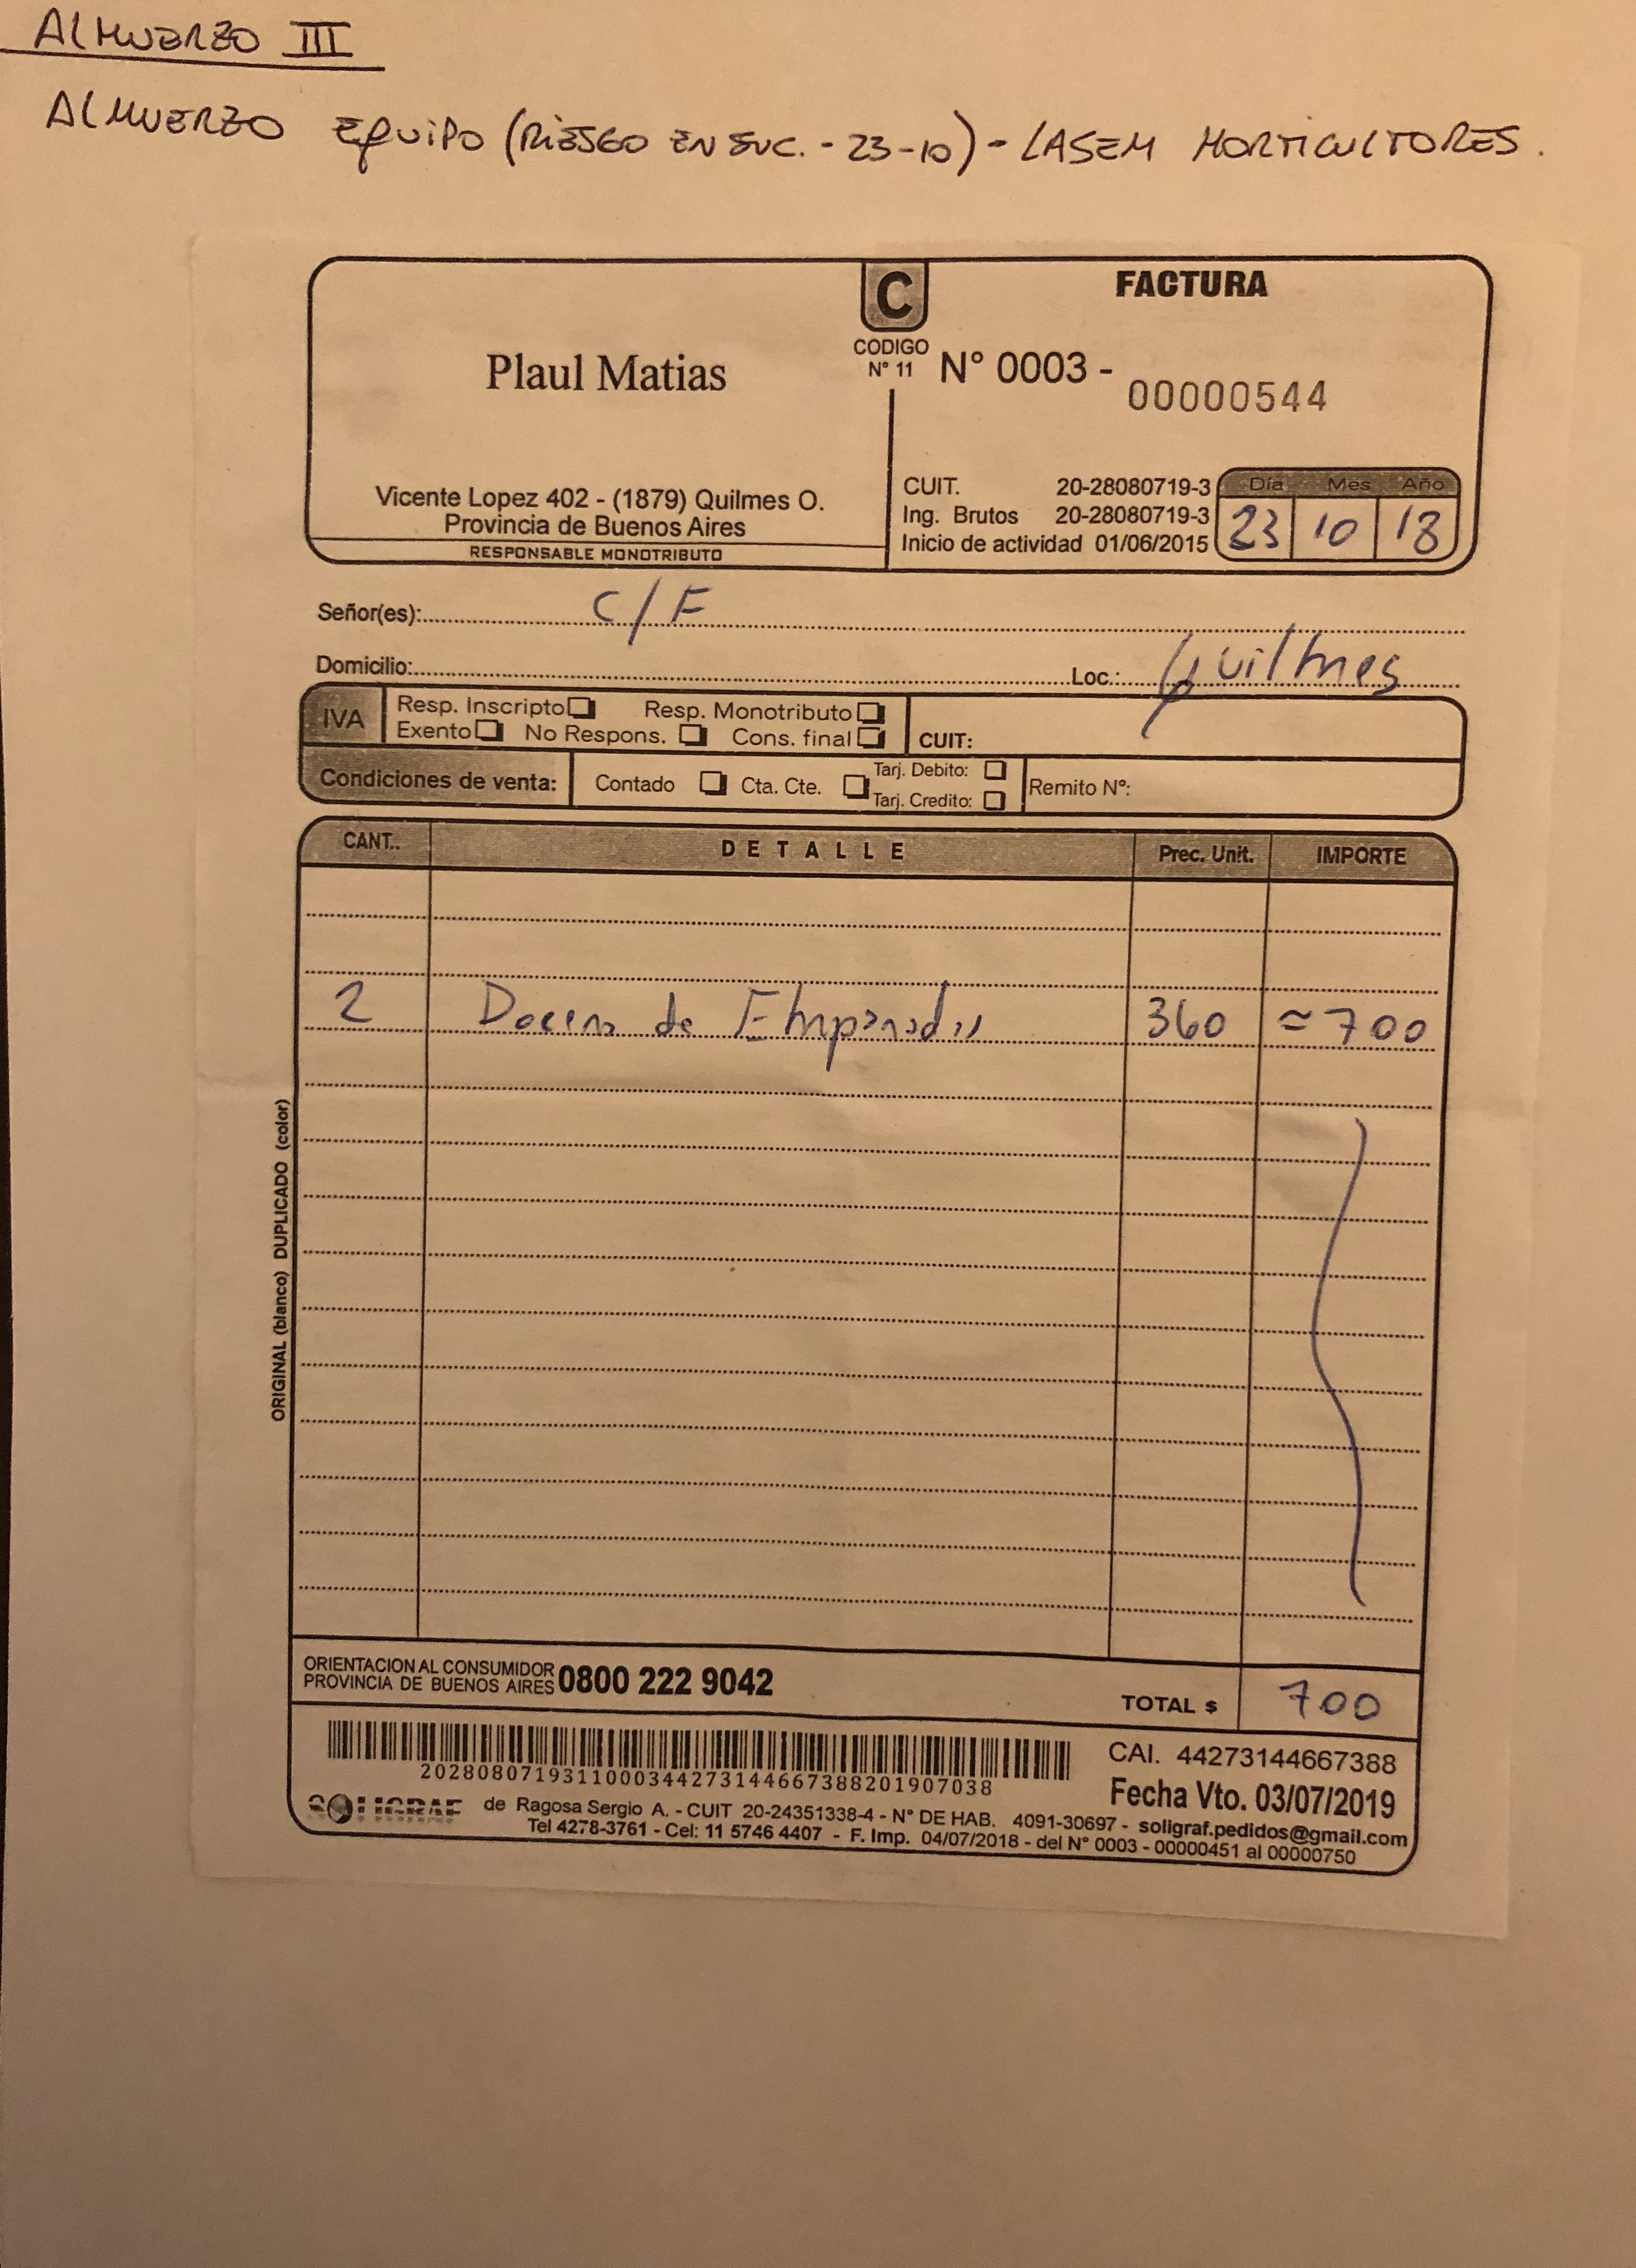 ALMUERZO III
ALMUERZO EQUIPO (RIESGO EN SUC. - 23-10) - LASEM HORTICULTORES.
C
FACTURA
CODIGO
N° 11
Plaul Matias
N° 0003 - 00000544
Vicente Lopez 402 - (1879) Quilmes O.
Provincia de Buenos Aires
RESPONSABLE MONOTRIBUTO
CUIT. 20-28080719-3
Ing. Brutos 20-28080719-3
Inicio de actividad 01/06/2015
Día Mes Año
23 10 18
Señor(es): C/F
Domicilio: Loc.: Quilmes
IVA Resp. Inscripto Resp. Monotributo
Exento No Respons. Cons. final CUIT:
Condiciones de venta: Contado Cta. Cte. Tarj. Debito: Tarj. Credito: Remito N°:
CANT.. DETALLE Prec. Unit. IMPORTE
2 Docena de Empanadas 360 ≈ 700
ORIGINAL (blanco) DUPLICADO (color)
ORIENTACION AL CONSUMIDOR
PROVINCIA DE BUENOS AIRES 0800 222 9042
TOTAL $ 700
2028080719311000344273144667388201907038
CAI. 44273144667388
Fecha Vto. 03/07/2019
SOLIGRAF de Ragosa Sergio A. - CUIT 20-24351338-4 - N° DE HAB. 4091-30697 - soligraf.pedidos@gmail.com
Tel 4278-3761 - Cel: 11 5746 4407 - F. Imp. 04/07/2018 - del N° 0003 - 00000451 al 00000750